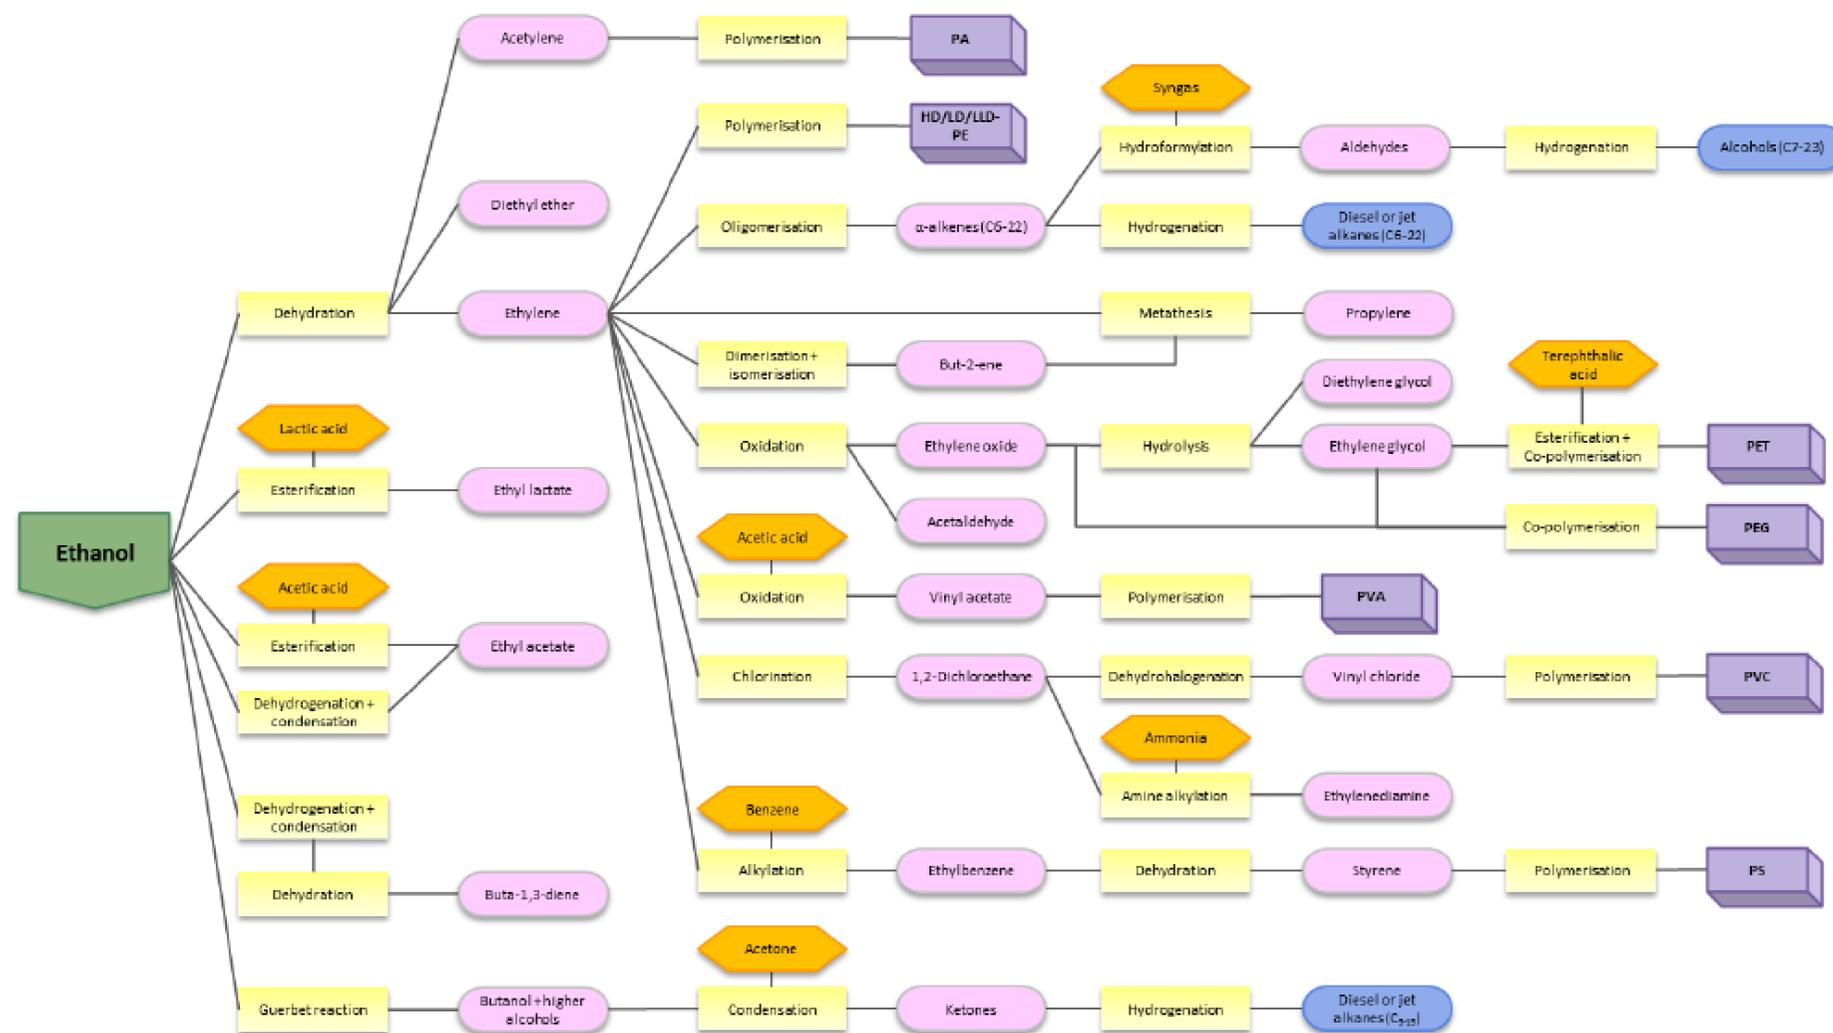 Acetylene
Polymerisation
PA
Syngas
Polymerisation
HD/LD/LLD-
PE
Hydroformylation
Aldehydes
Hydrogenation
Alcohols (C7-23)
Diethyl ether
Oligomerisation
α-alkenes (C6-22)
Hydrogenation
Diesel or jet
alkanes (C6-22)
Dehydration
Ethylene
Metathesis
Propylene
Dimerisation +
isomerisation
But-2-ene
Diethylene glycol
Terephthalic
acid
Lactic acid
Oxidation
Ethylene oxide
Hydrolysis
Ethylene glycol
Esterification +
Co-polymerisation
PET
Esterification
Ethyl lactate
Acetaldehyde
Co-polymerisation
PEG
Ethanol
Acetic acid
Acetic acid
Oxidation
Vinyl acetate
Polymerisation
PVA
Esterification
Ethyl acetate
Chlorination
1,2-Dichloroethane
Dehydrohalogenation
Vinyl chloride
Polymerisation
PVC
Dehydrogenation +
condensation
Ammonia
Amine alkylation
Ethylenediamine
Dehydrogenation +
condensation
Benzene
Alkylation
Ethylbenzene
Dehydration
Styrene
Polymerisation
PS
Dehydration
Buta-1,3-diene
Acetone
Guerbet reaction
Butanol + higher
alcohols
Condensation
Ketones
Hydrogenation
Diesel or jet
alkanes